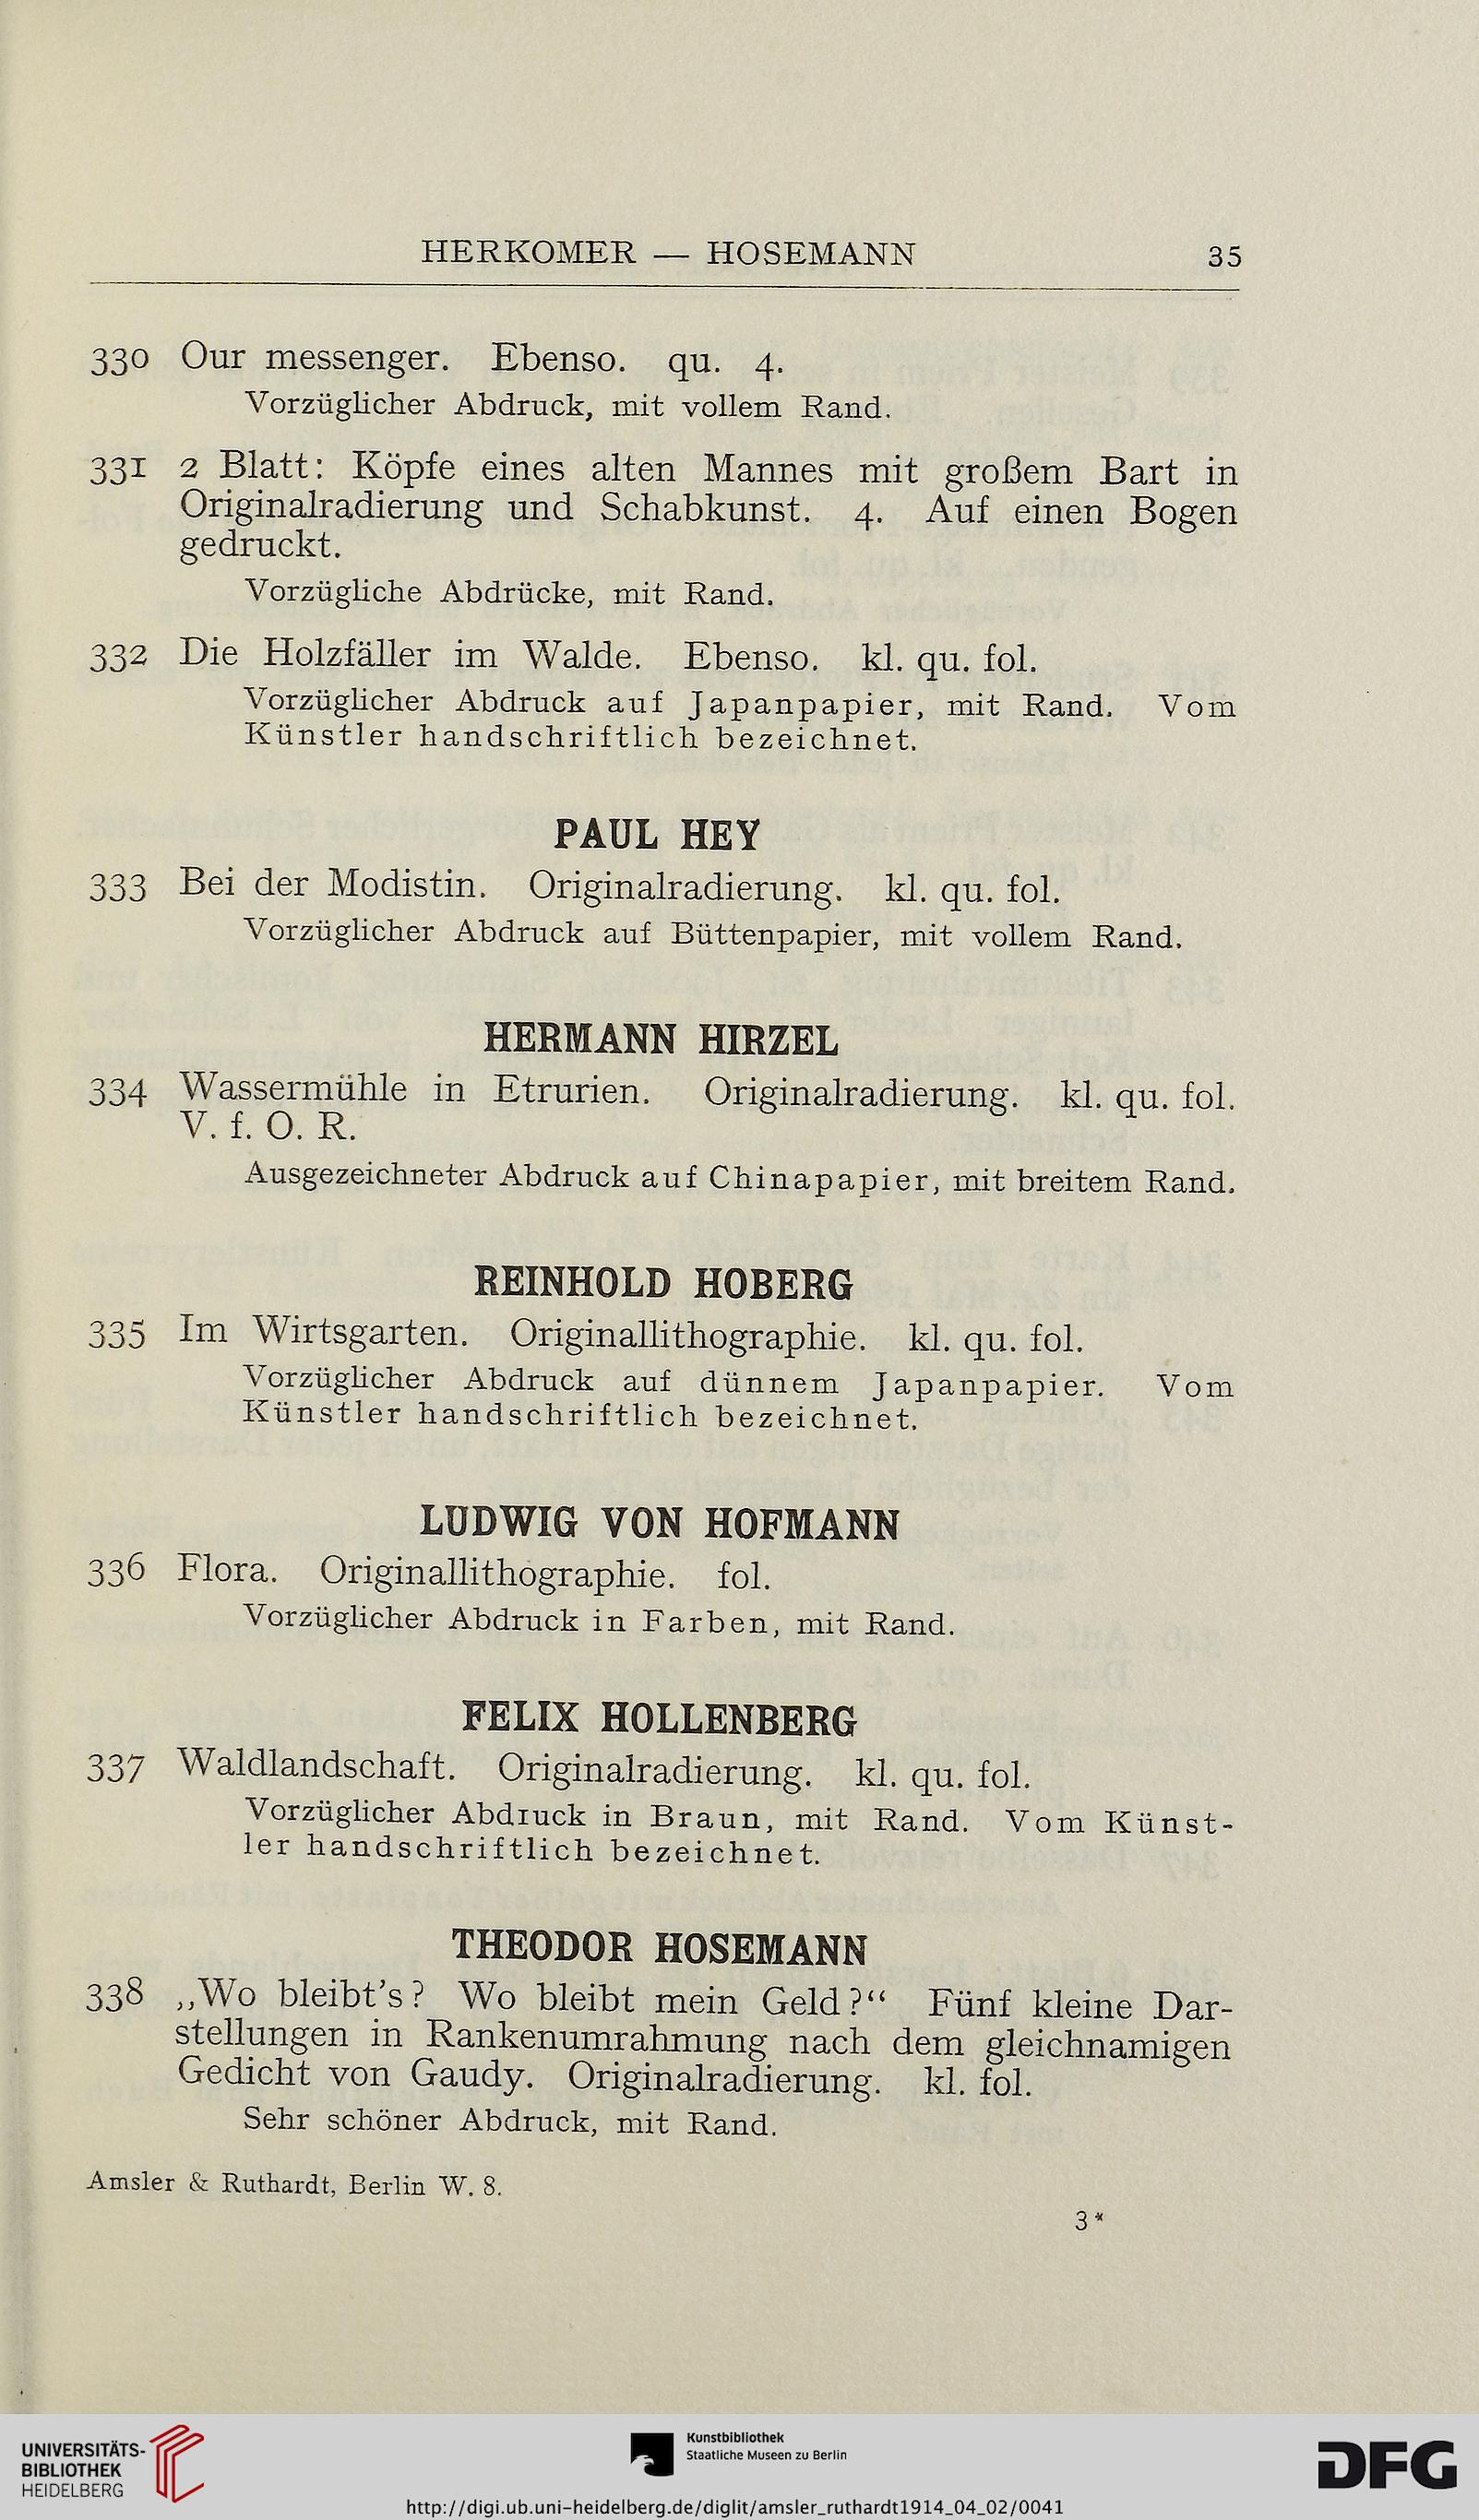 HERKOMER — HOSEMANN 35
330 Our messenger. Ebenso. qu. 4.
Vorzüglicher Abdruck, mit vollem Rand.
331 2 Blatt: Köpfe eines alten Mannes mit großem Bart in
Originalradierung und Schabkunst. 4. Auf einen Bogen
gedruckt.
Vorzügliche Abdrücke, mit Rand.
332 Die Holzfäller im Walde. Ebenso. kl. qu. fol.
Vorzüglicher Abdruck auf Japanpapier, mit Rand. Vom
Künstler handschriftlich bezeichnet.
PAUL HEY
333 Bei der Modistin. Originalradierung. kl. qu. fol.
Vorzüglicher Abdruck auf Büttenpapier, mit vollem Rand.
HERMANN HIRZEL
334 Wassermühle in Etrurien. Originalradierung. kl. qu. fol.
V. f. O. R.
Ausgezeichneter Abdruck auf Chinapapier, mit breitem Rand.
REINHOLD HOBERG
335 Im Wirtsgarten. Originallithographie. kl. qu. fol.
Vorzüglicher Abdruck auf dünnem Japanpapier. Vom
Künstler handschriftlich bezeichnet.
LUDWIG VON HOFMANN
336 Flora. Originallithographie. fol.
Vorzüglicher Abdruck in Farben, mit Rand.
FELIX HOLLENBERG
337 Waldlandschaft. Originalradierung. kl. qu. fol.
Vorzüglicher Abdruck in Braun, mit Rand. Vom Künst-
ler handschriftlich bezeichnet.
THEODOR HOSEMANN
338 „Wo bleibt's? Wo bleibt mein Geld?“ Fünf kleine Dar-
stellungen in Rankenumrahmung nach dem gleichnamigen
Gedicht von Gaudy. Originalradierung. kl. fol.
Sehr schöner Abdruck, mit Rand.
Amsler & Ruthardt, Berlin W. 8.
3*
UNIVERSITÄTS-
BIBLIOTHEK
HEIDELBERG
Kunstbibliothek
Staatliche Museen zu Berlin
DFG
http://digi.ub.uni-heidelberg.de/diglit/amsler_ruthardt1914_04_02/0041